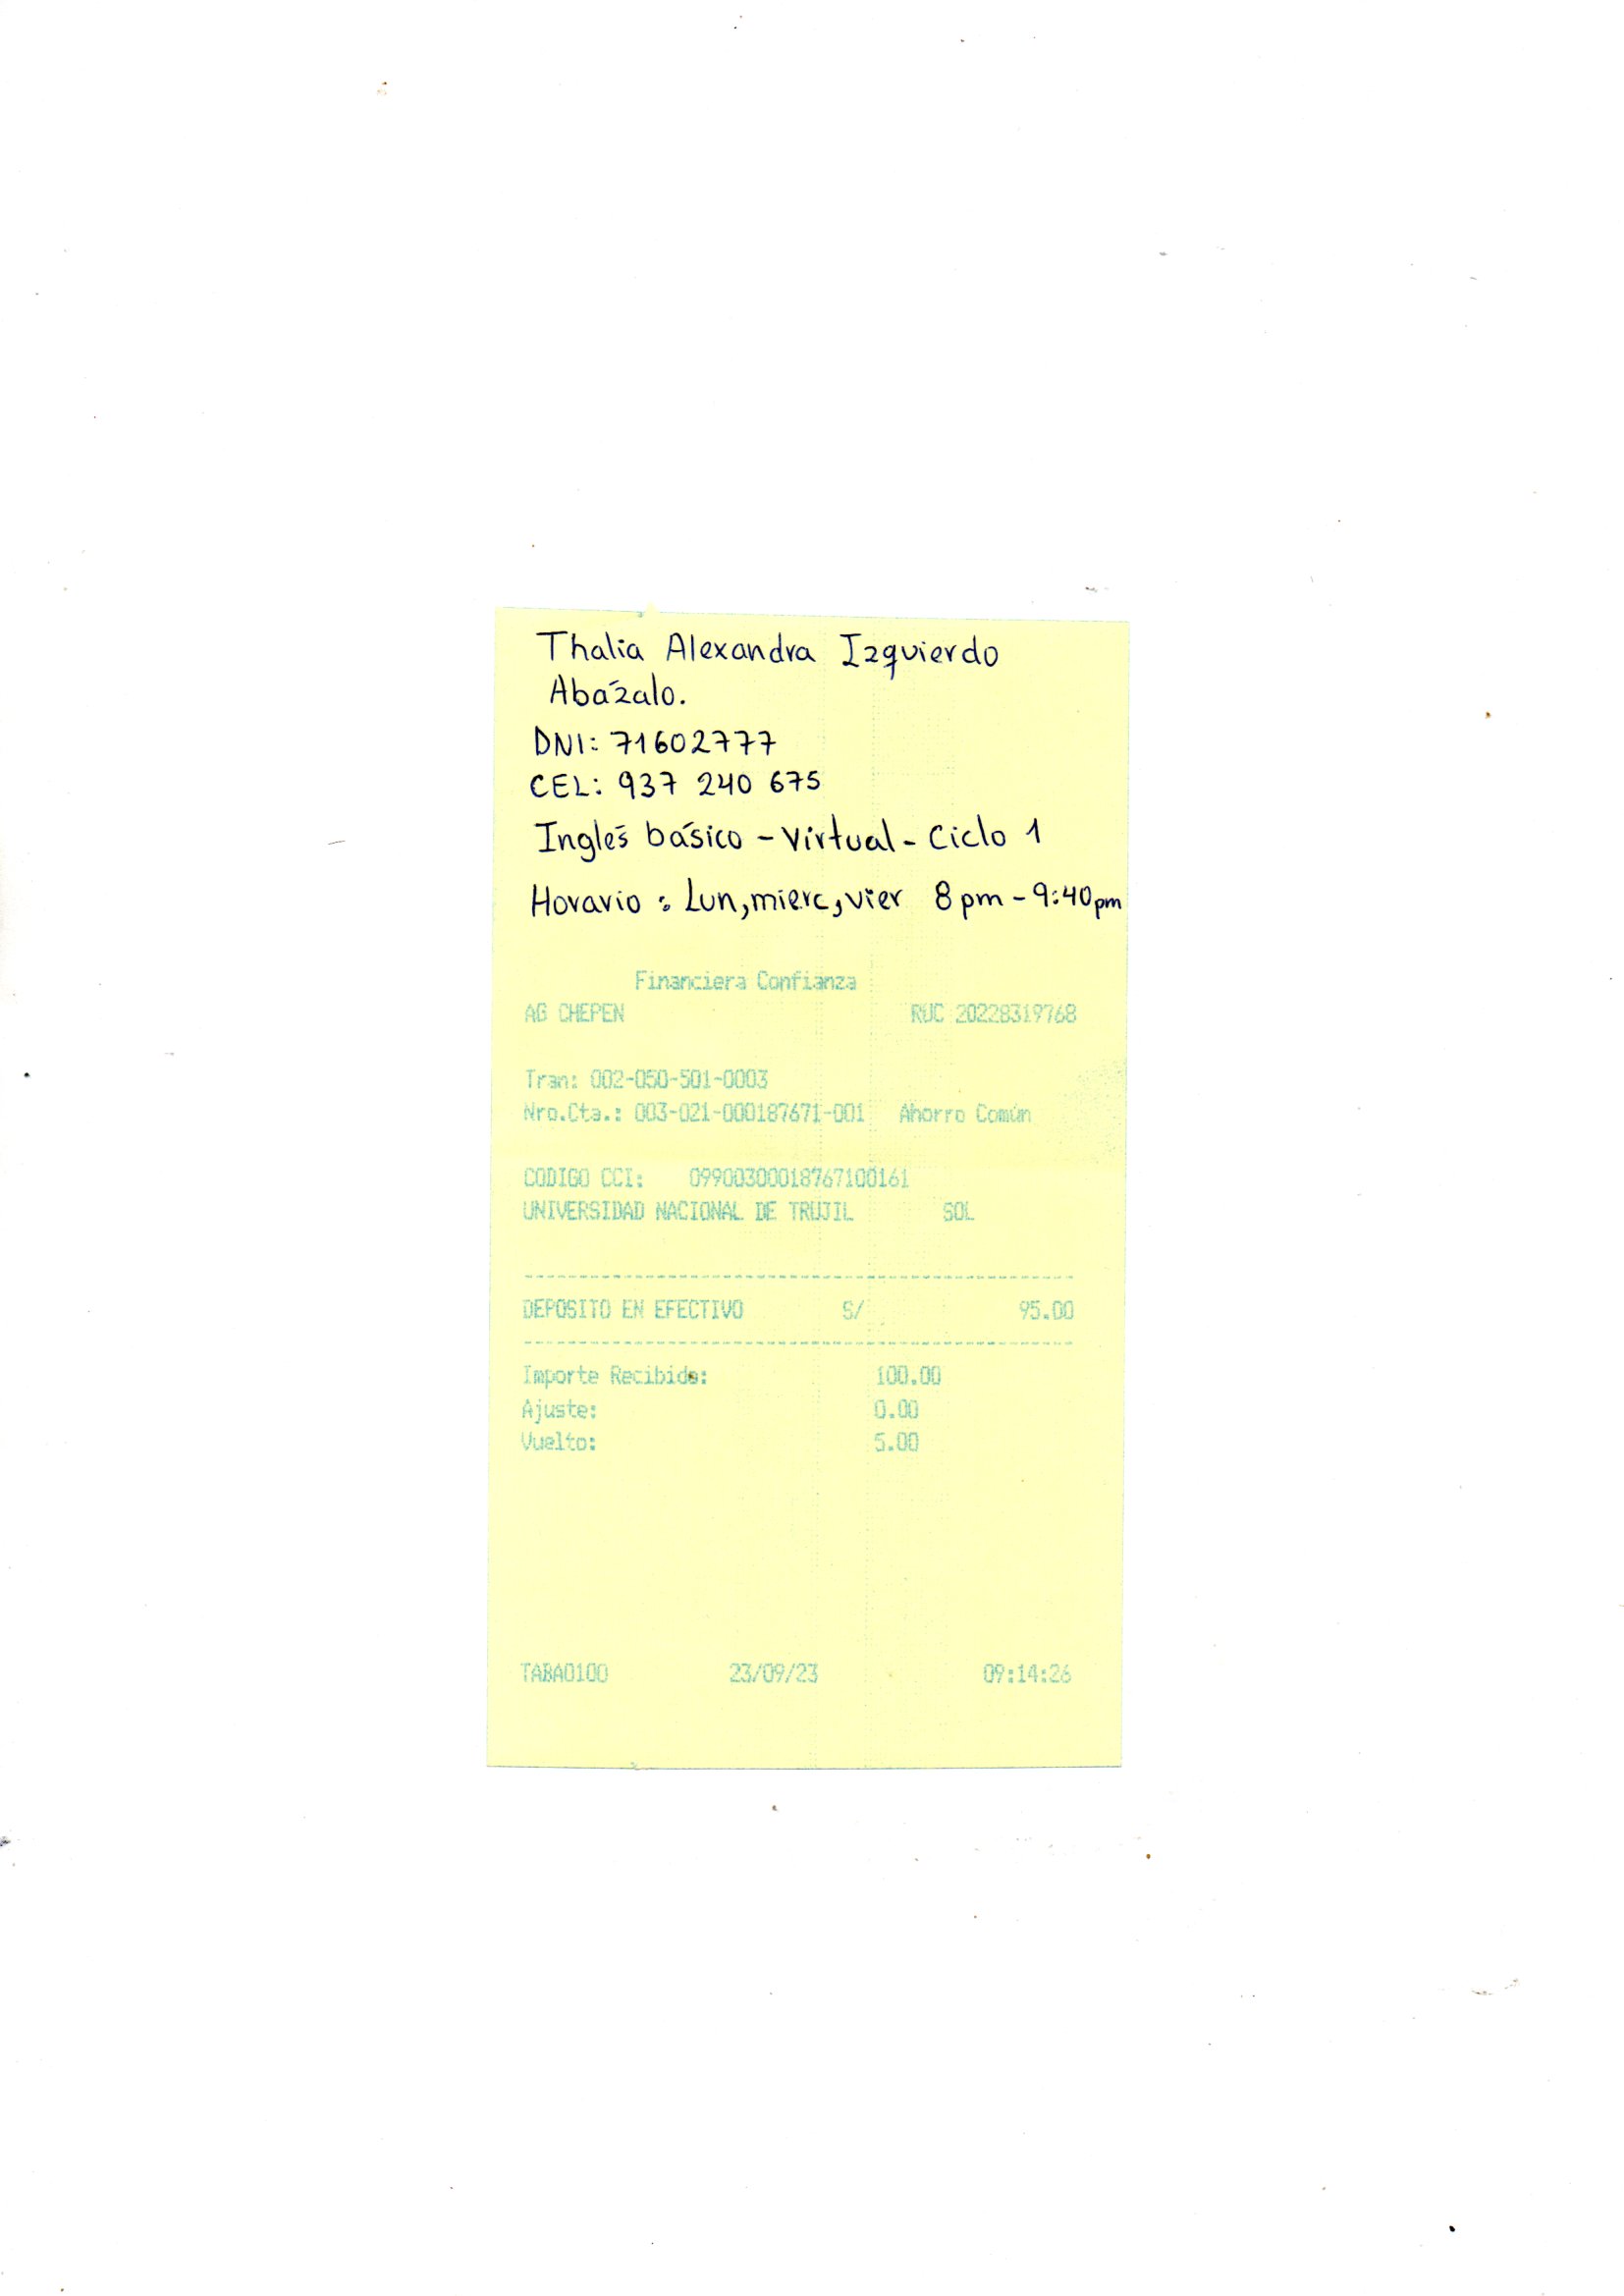 Thalia Alexandra Izquierdo
Abázalo.
DNI: 71602777
CEL: 937 240 675
Inglés básico - Virtual - Ciclo 1
Horario : Lun, mierc, vier 8 pm - 9:40 pm
Financiera Confianza
AG CHEPEN RUC 20228319768
Tran: 002-050-501-0003
Nro.Cta.: 003-021-000187671-001 Ahorro Común
CODIGO CCI: 09900300018767100161
UNIVERSIDAD NACIONAL DE TRUJIL SOL
DEPOSITO EN EFECTIVO S/ 95.00
Importe Recibido: 100.00
Ajuste: 0.00
Vuelto: 5.00
TABA0100 23/09/23 09:14:26